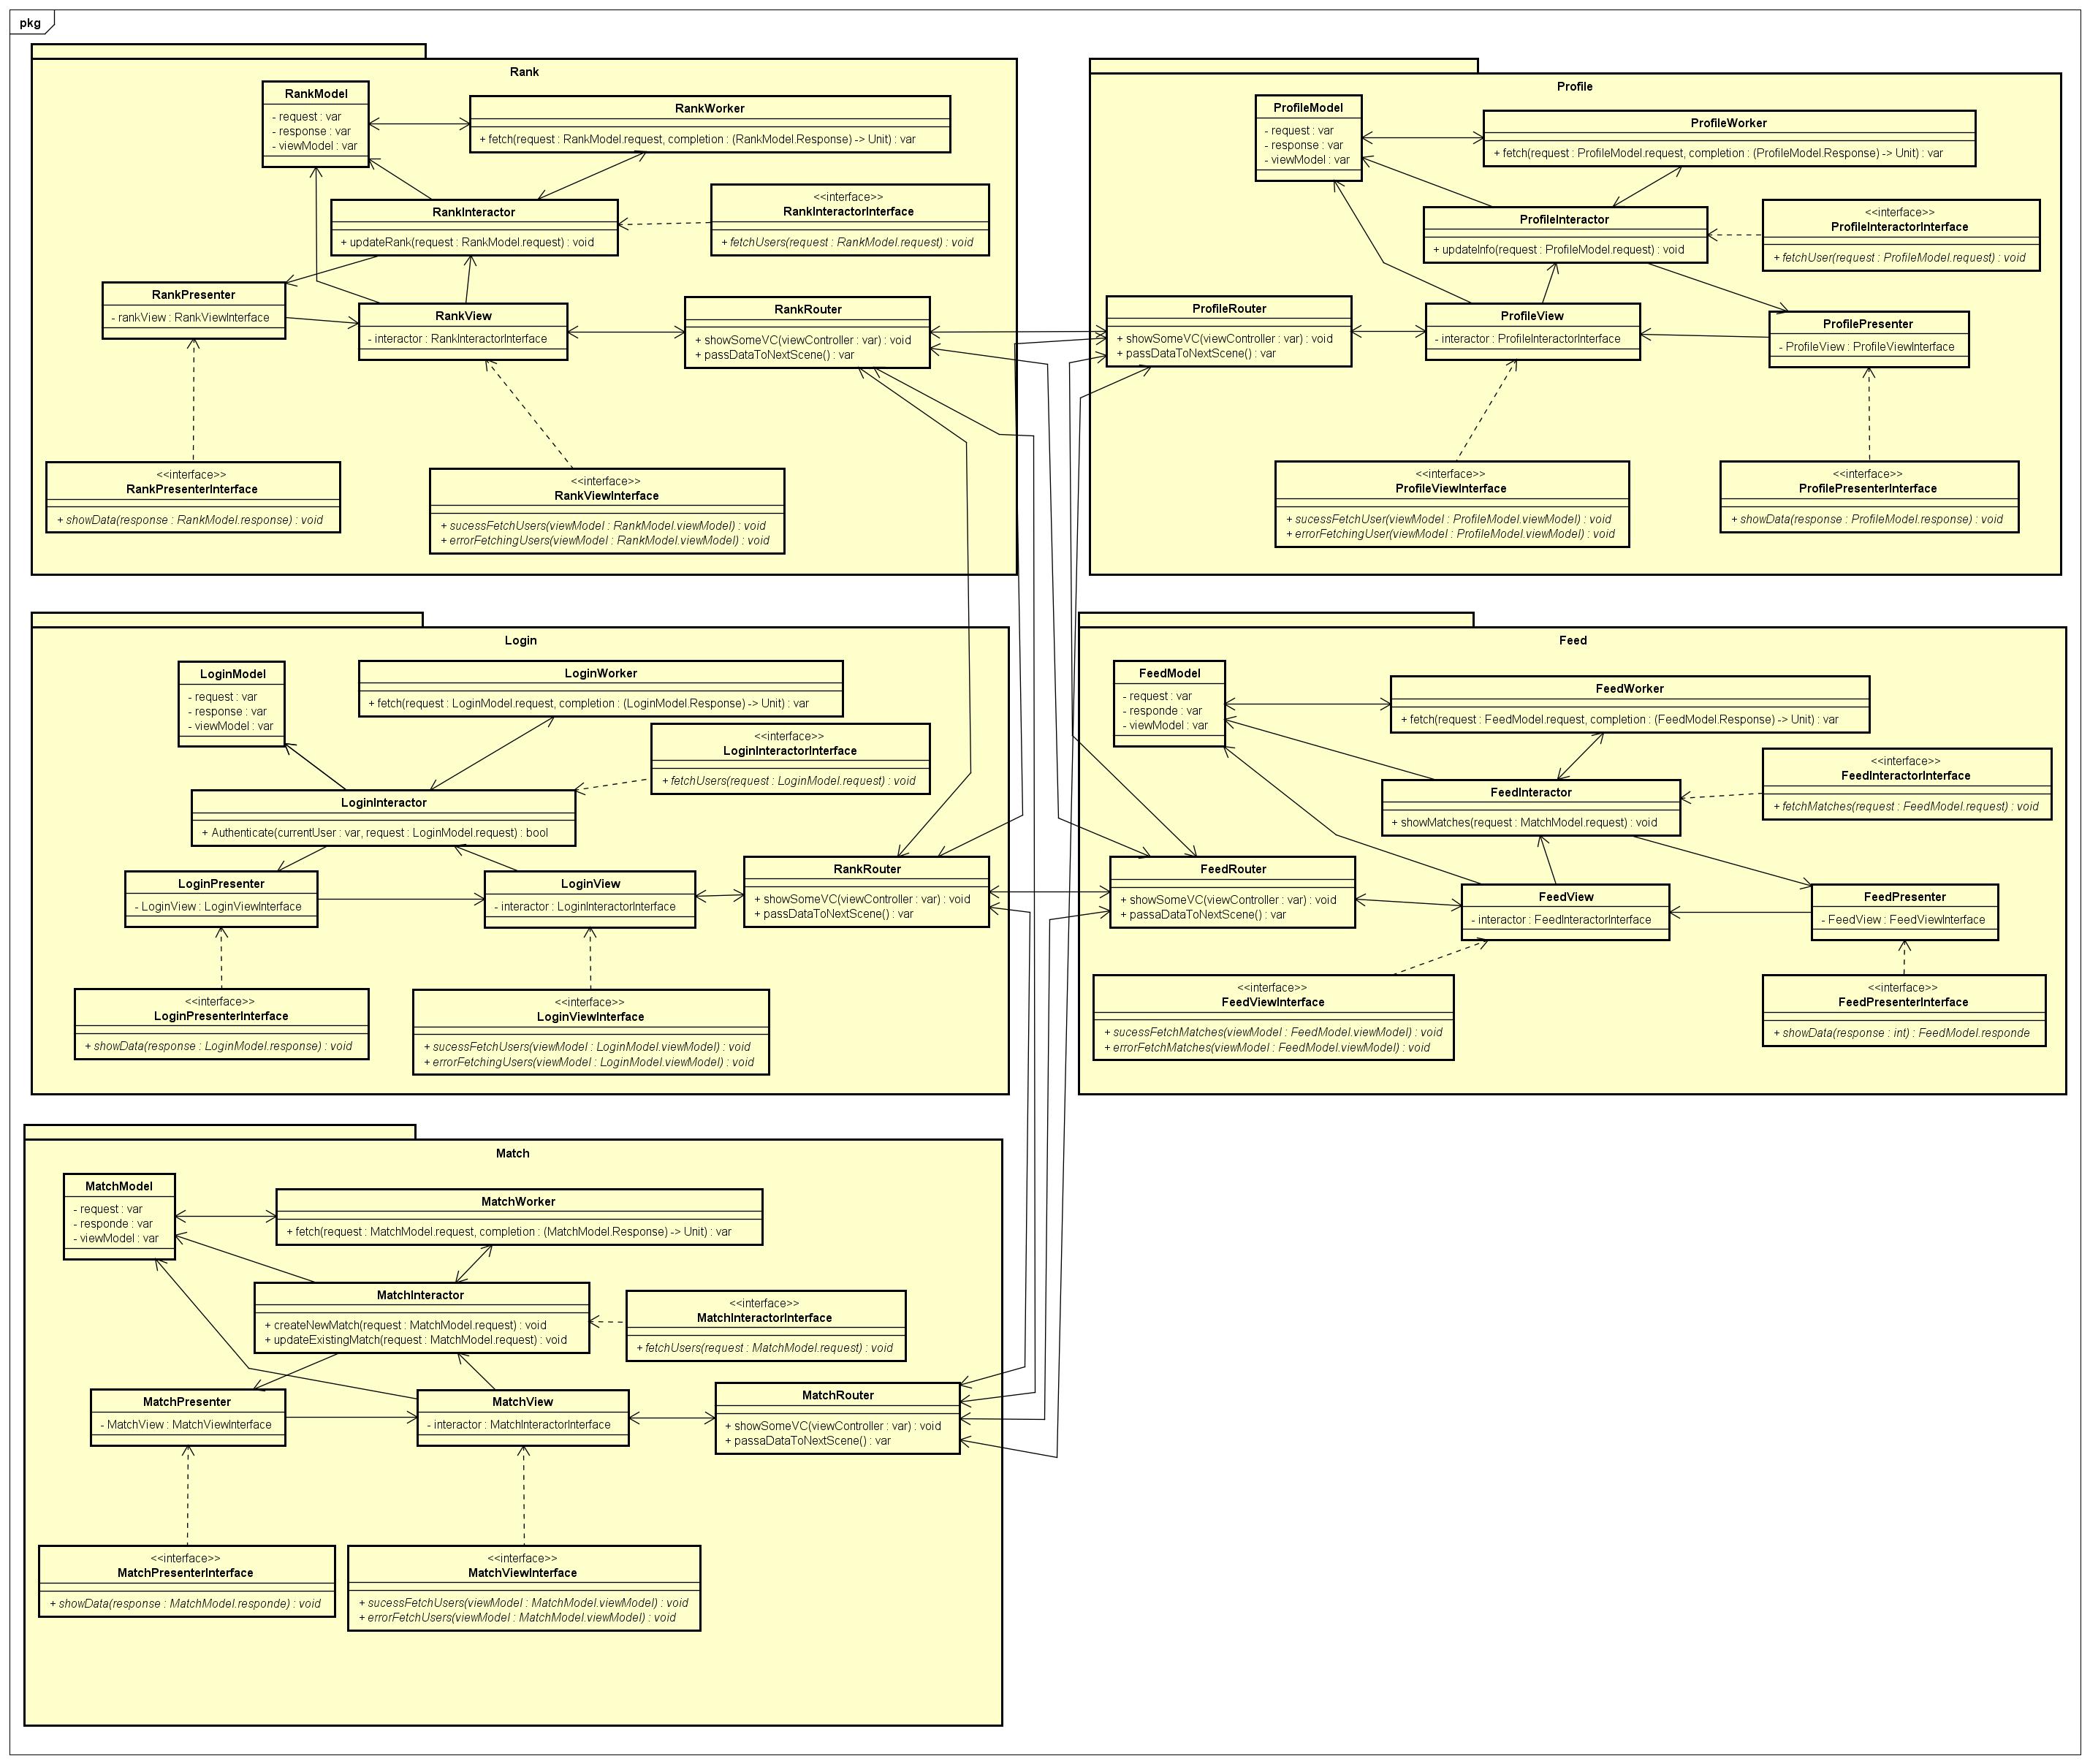 pkg
Rank
RankModel
- request : var
- response : var
- viewModel : var
RankWorker
+ fetch(request : RankModel.request, completion : (RankModel.Response) -> Unit) : var
RankInteractor
+ updateRank(request : RankModel.request) : void
<<interface>>
RankInteractorInterface
+ fetchUsers(request : RankModel.request) : void
RankPresenter
- rankView : RankViewInterface
RankView
- interactor : RankInteractorInterface
RankRouter
+ showSomeVC(viewController : var) : void
+ passDataToNextScene() : var
<<interface>>
RankPresenterInterface
+ showData(response : RankModel.response) : void
<<interface>>
RankViewInterface
+ sucessFetchUsers(viewModel : RankModel.viewModel) : void
+ errorFetchingUsers(viewModel : RankModel.viewModel) : void
Profile
ProfileModel
- request : var
- response : var
- viewModel : var
ProfileWorker
+ fetch(request : ProfileModel.request, completion : (ProfileModel.Response) -> Unit) : var
ProfileInteractor
+ updateInfo(request : ProfileModel.request) : void
<<interface>>
ProfileInteractorInterface
+ fetchUser(request : ProfileModel.request) : void
ProfileRouter
+ showSomeVC(viewController : var) : void
+ passDataToNextScene() : var
ProfileView
- interactor : ProfileInteractorInterface
ProfilePresenter
- ProfileView : ProfileViewInterface
<<interface>>
ProfileViewInterface
+ sucessFetchUser(viewModel : ProfileModel.viewModel) : void
+ errorFetchingUser(viewModel : ProfileModel.viewModel) : void
<<interface>>
ProfilePresenterInterface
+ showData(response : ProfileModel.response) : void
Login
LoginModel
- request : var
- response : var
- viewModel : var
LoginWorker
+ fetch(request : LoginModel.request, completion : (LoginModel.Response) -> Unit) : var
<<interface>>
LoginInteractorInterface
+ fetchUsers(request : LoginModel.request) : void
LoginInteractor
+ Authenticate(currentUser : var, request : LoginModel.request) : bool
LoginPresenter
- LoginView : LoginViewInterface
LoginView
- interactor : LoginInteractorInterface
RankRouter
+ showSomeVC(viewController : var) : void
+ passDataToNextScene() : var
<<interface>>
LoginPresenterInterface
+ showData(response : LoginModel.response) : void
<<interface>>
LoginViewInterface
+ sucessFetchUsers(viewModel : LoginModel.viewModel) : void
+ errorFetchingUsers(viewModel : LoginModel.viewModel) : void
Feed
FeedModel
- request : var
- responde : var
- viewModel : var
FeedWorker
+ fetch(request : FeedModel.request, completion : (FeedModel.Response) -> Unit) : var
FeedInteractor
+ showMatches(request : MatchModel.request) : void
<<interface>>
FeedInteractorInterface
+ fetchMatches(request : FeedModel.request) : void
FeedRouter
+ showSomeVC(viewController : var) : void
+ passaDataToNextScene() : var
FeedView
- interactor : FeedInteractorInterface
FeedPresenter
- FeedView : FeedViewInterface
<<interface>>
FeedViewInterface
+ sucessFetchMatches(viewModel : FeedModel.viewModel) : void
+ errorFetchMatches(viewModel : FeedModel.viewModel) : void
<<interface>>
FeedPresenterInterface
+ showData(response : int) : FeedModel.responde
Match
MatchModel
- request : var
- responde : var
- viewModel : var
MatchWorker
+ fetch(request : MatchModel.request, completion : (MatchModel.Response) -> Unit) : var
MatchInteractor
+ createNewMatch(request : MatchModel.request) : void
+ updateExistingMatch(request : MatchModel.request) : void
<<interface>>
MatchInteractorInterface
+ fetchUsers(request : MatchModel.request) : void
MatchPresenter
- MatchView : MatchViewInterface
MatchView
- interactor : MatchInteractorInterface
MatchRouter
+ showSomeVC(viewController : var) : void
+ passaDataToNextScene() : var
<<interface>>
MatchPresenterInterface
+ showData(response : MatchModel.responde) : void
<<interface>>
MatchViewInterface
+ sucessFetchUsers(viewModel : MatchModel.viewModel) : void
+ errorFetchUsers(viewModel : MatchModel.viewModel) : void